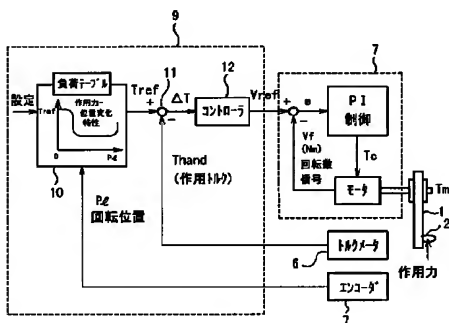 9
7
設定
負荷テーブル
Tref
作用力-
位置変化
特性
0
Pℓ
10
Tref
11
+
-
ΔT
12
コントローラ
Vref
+
-
e
PI
制御
Vf
(Nm)
回転数
信号
Tc
モータ
Tm
1
2
作用力
Thand
(作用トルク)
Pℓ
回転位置
トルクメータ
6
エンコーダ
7